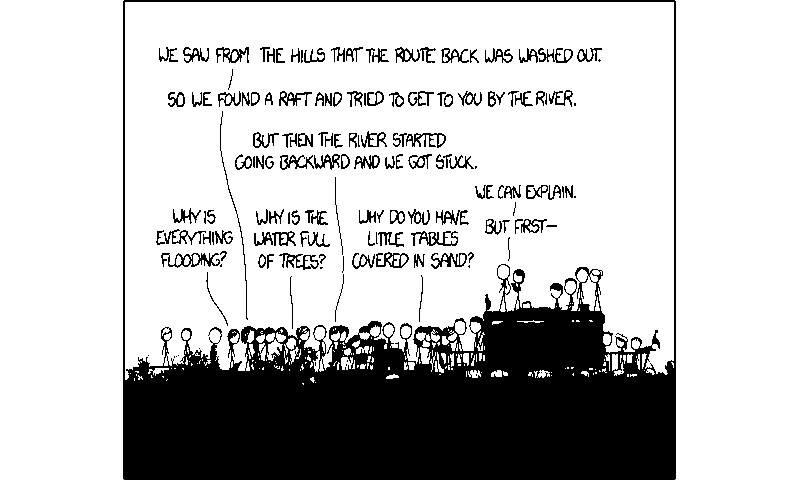 WE SAW FROM THE HILLS THAT THE ROUTE BACK WAS WASHED OUT.
SO WE FOUND A RAFT AND TRIED TO GET TO YOU BY THE RIVER.
BUT THEN THE RIVER STARTED
GOING BACKWARD AND WE GOT STUCK.
WHY IS
EVERYTHING
FLOODING?
WHY IS THE
WATER FULL
OF TREES?
WHY DO YOU HAVE
LITTLE TABLES
COVERED IN SAND?
WE CAN EXPLAIN.
BUT FIRST—